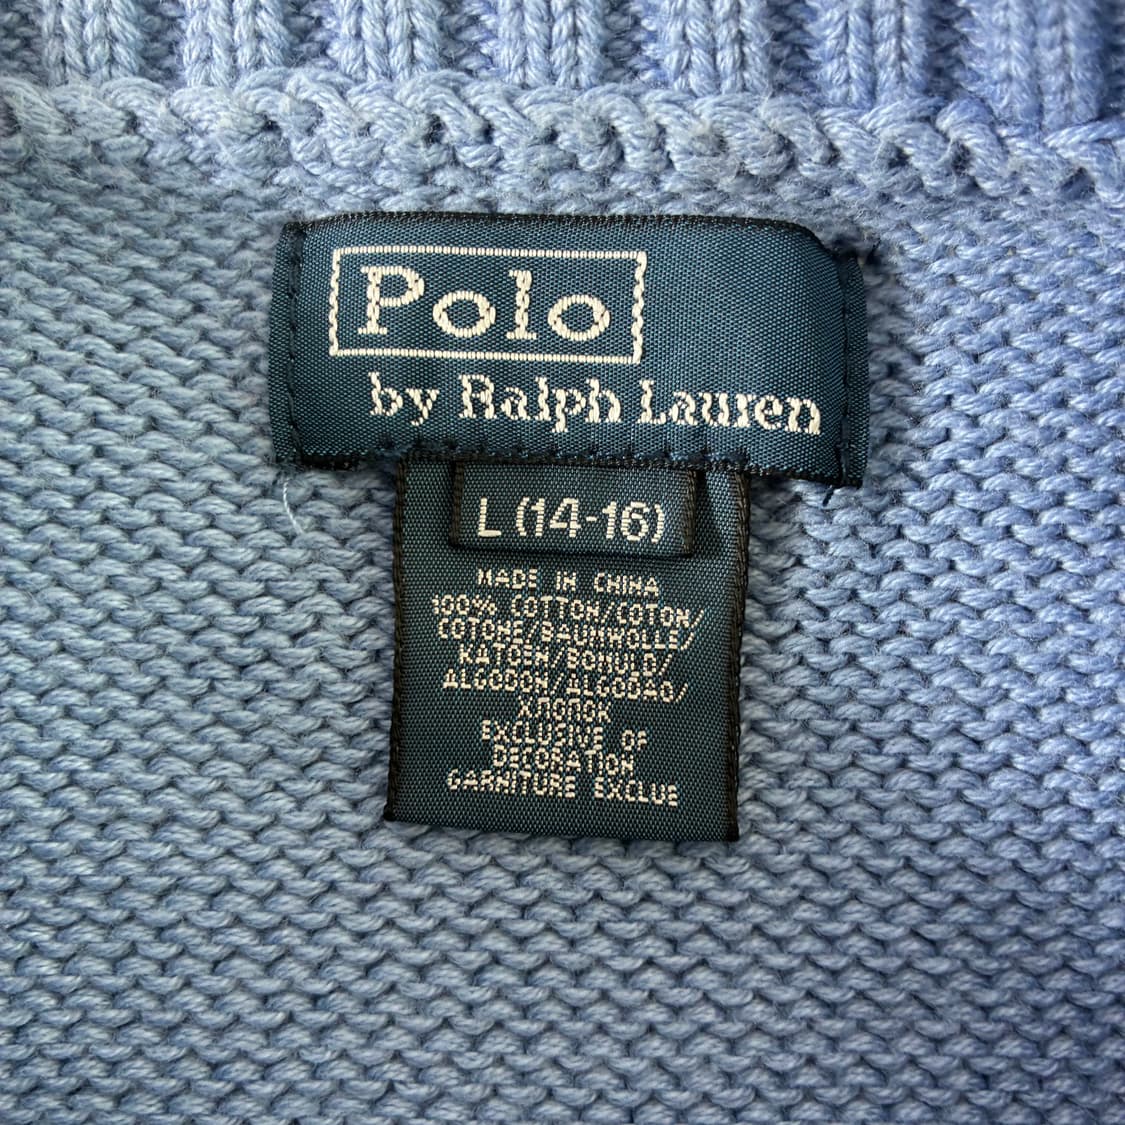 Polo
by Ralph Lauren
L (14-16)
MADE IN CHINA
100% COTTON/COTON/
COTONE/BAUMWOLLE/
KATOEN/BOMULD/
ALGODON/ALGODAO/
ХЛОПОК
EXCLUSIVE OF
DECORATION
GARNITURE EXCLUE